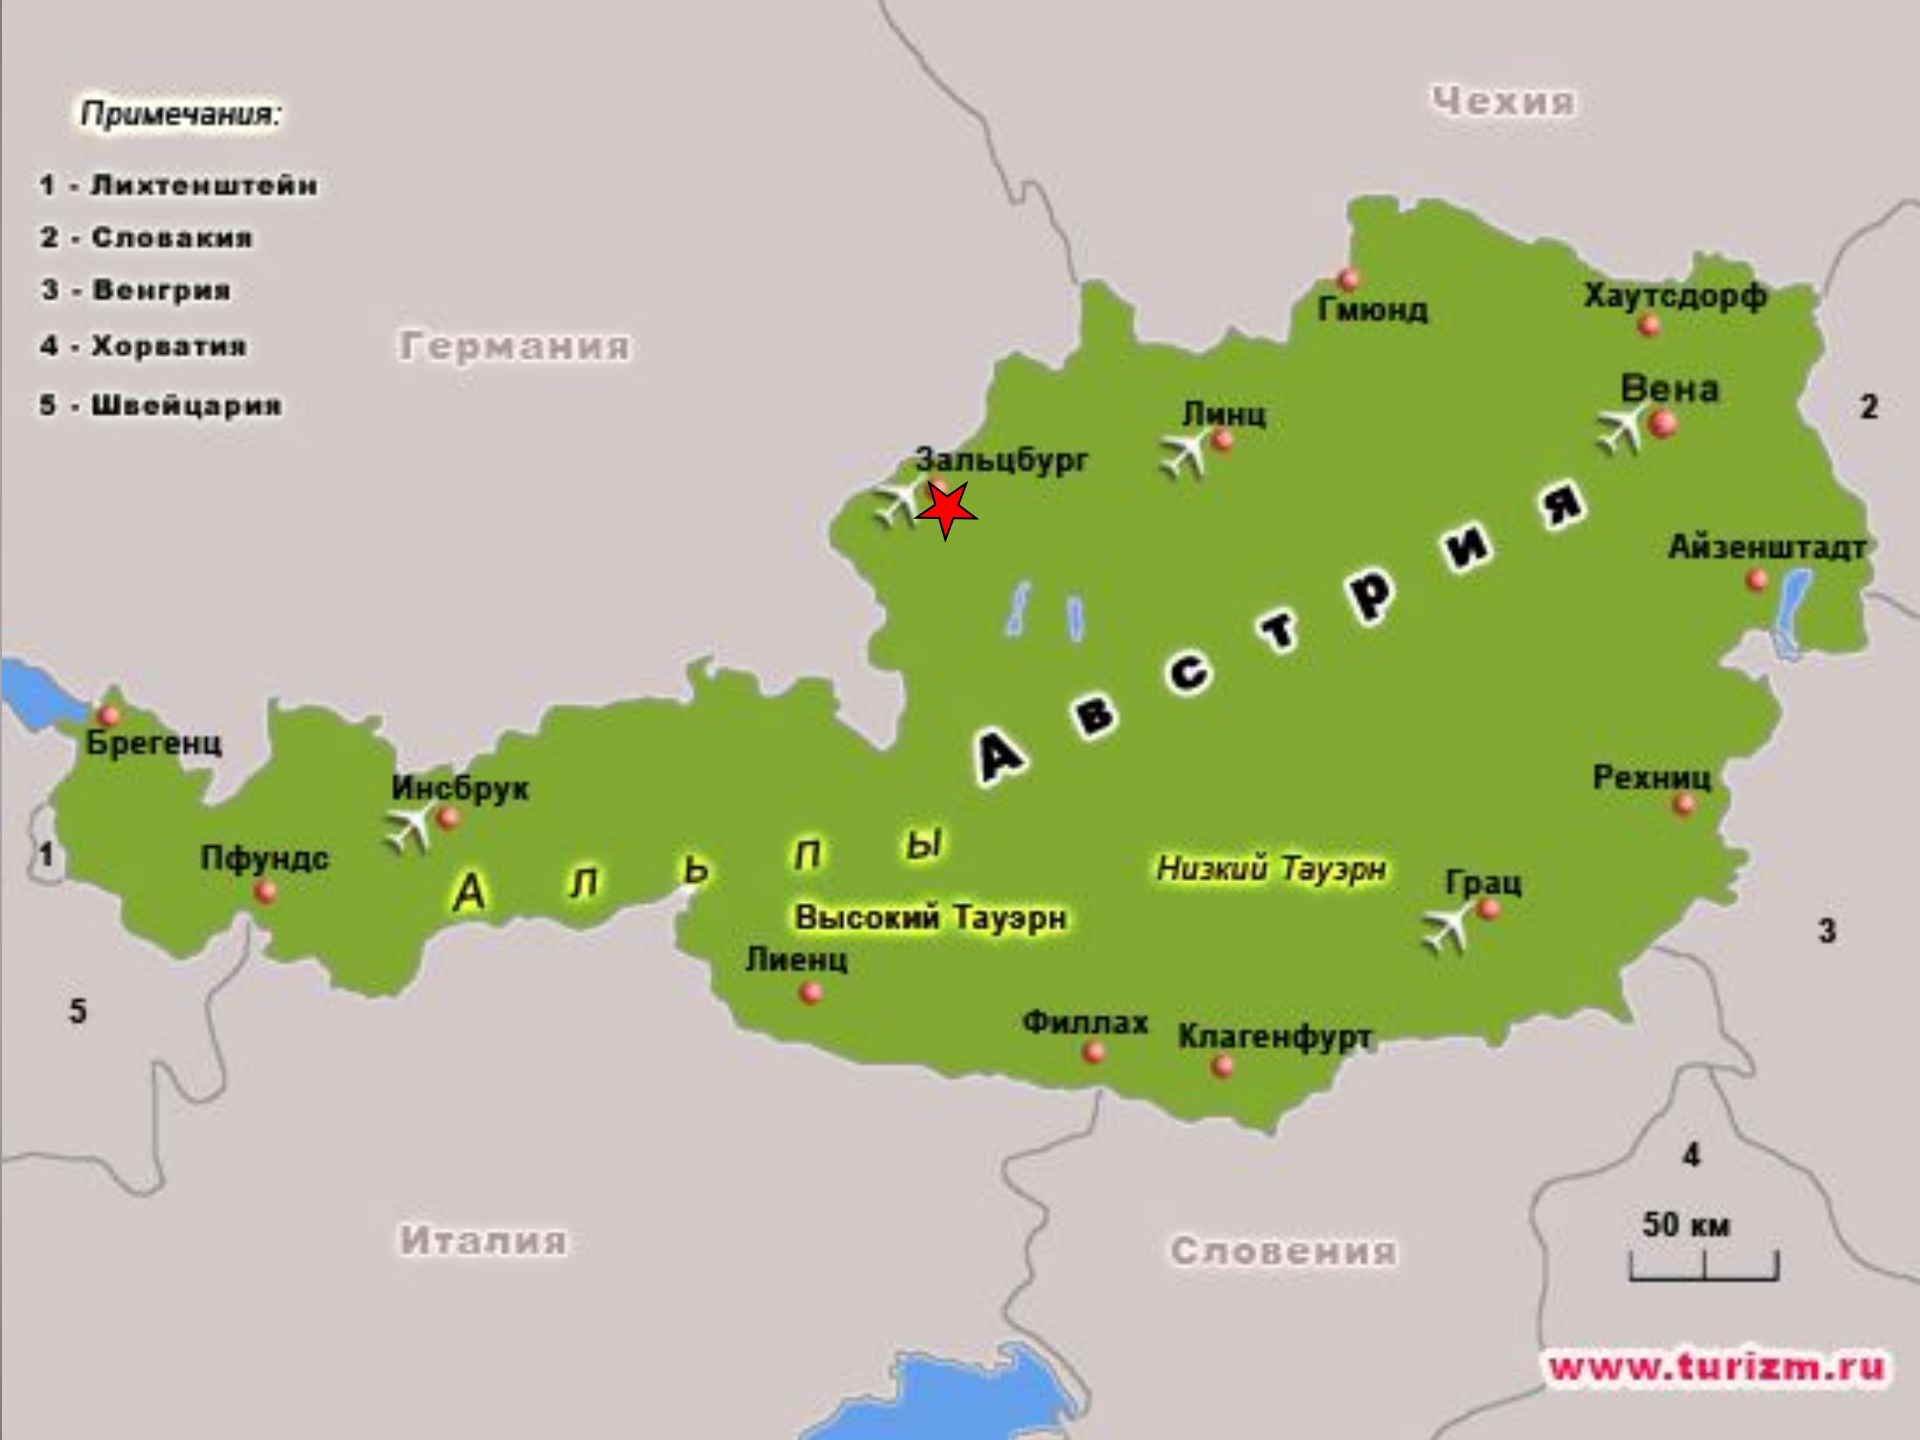 Примечания:
1 - Лихтенштейн
2 - Словакия
3 - Венгрия
4 - Хорватия
5 - Швейцария
Чехия
Германия
Гмюнд
Хаутсдорф
Вена
2
Линц
Зальцбург
Айзенштадт
Австрия
Брегенц
Инсбрук
Рехниц
1
Пфундс
Альпы
Низкий Тауэрн
Грац
Высокий Тауэрн
3
Лиенц
5
Филлах
Клагенфурт
4
50 км
Италия
Словения
www.turizm.ru